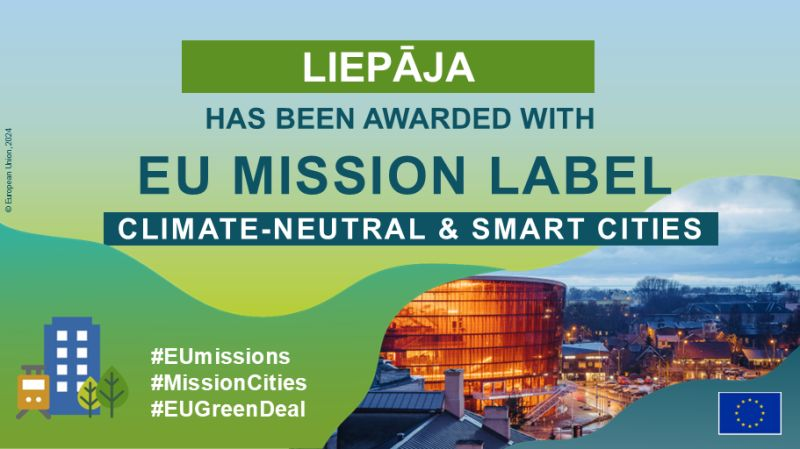 LIEPĀJA
HAS BEEN AWARDED WITH
EU MISSION LABEL
CLIMATE-NEUTRAL & SMART CITIES
#EUmissions
#MissionCities
#EUGreenDeal
© European Union, 2024